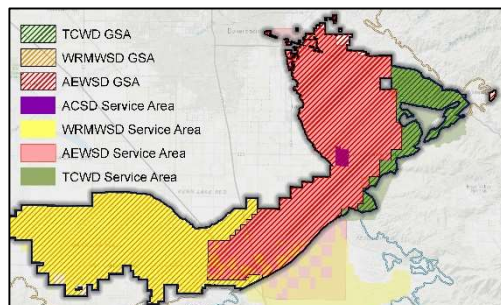 TCWD GSA
WRMWSD GSA
AEWSD GSA
ACSD Service Area
WRMWSD Service Area
AEWSD Service Area
TCWD Service Area